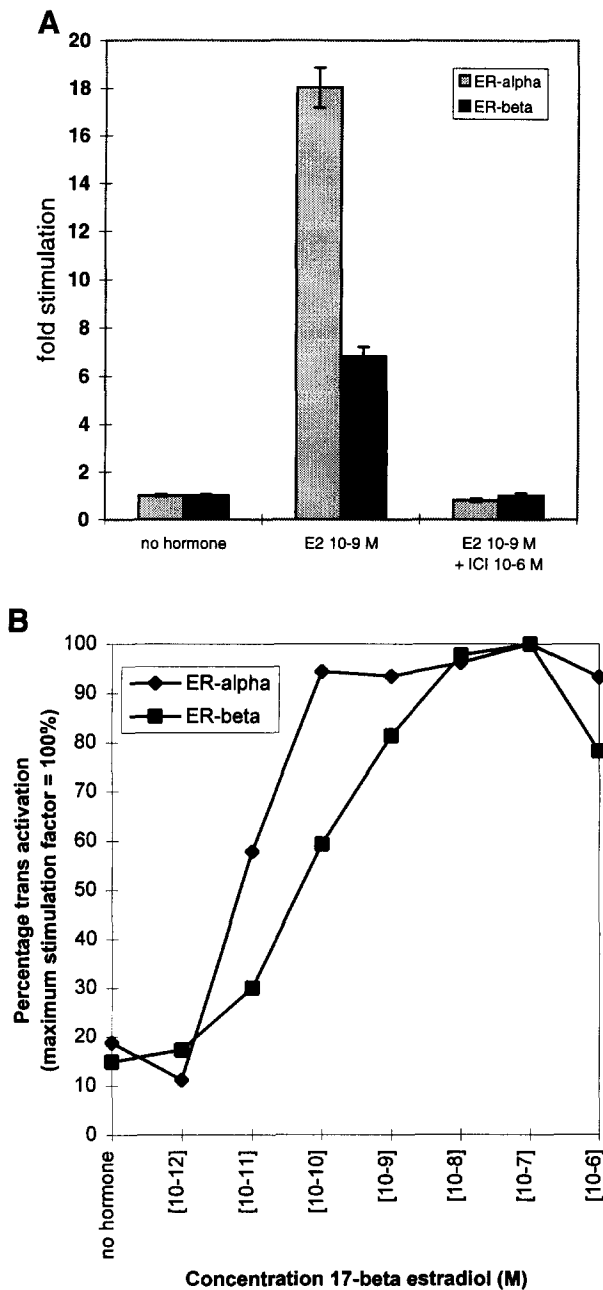 A
fold stimulation
20
18
16
14
12
10
8
6
4
2
0
ER-alpha
ER-beta
no hormone
E2 10-9 M
E2 10-9 M
+ ICI 10-6 M
B
Percentage trans activation
(maximum stimulation factor = 100%)
100
90
80
70
60
50
40
30
20
10
0
ER-alpha
ER-beta
no hormone
[10-12]
[10-11]
[10-10]
[10-9]
[10-8]
[10-7]
[10-6]
Concentration 17-beta estradiol (M)